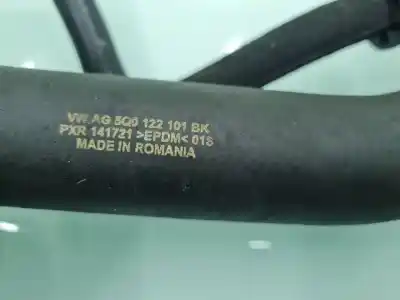 VW AG 5Q0 122 101 BK
PXR 141721 >EPDM< 01S
MADE IN ROMANIA